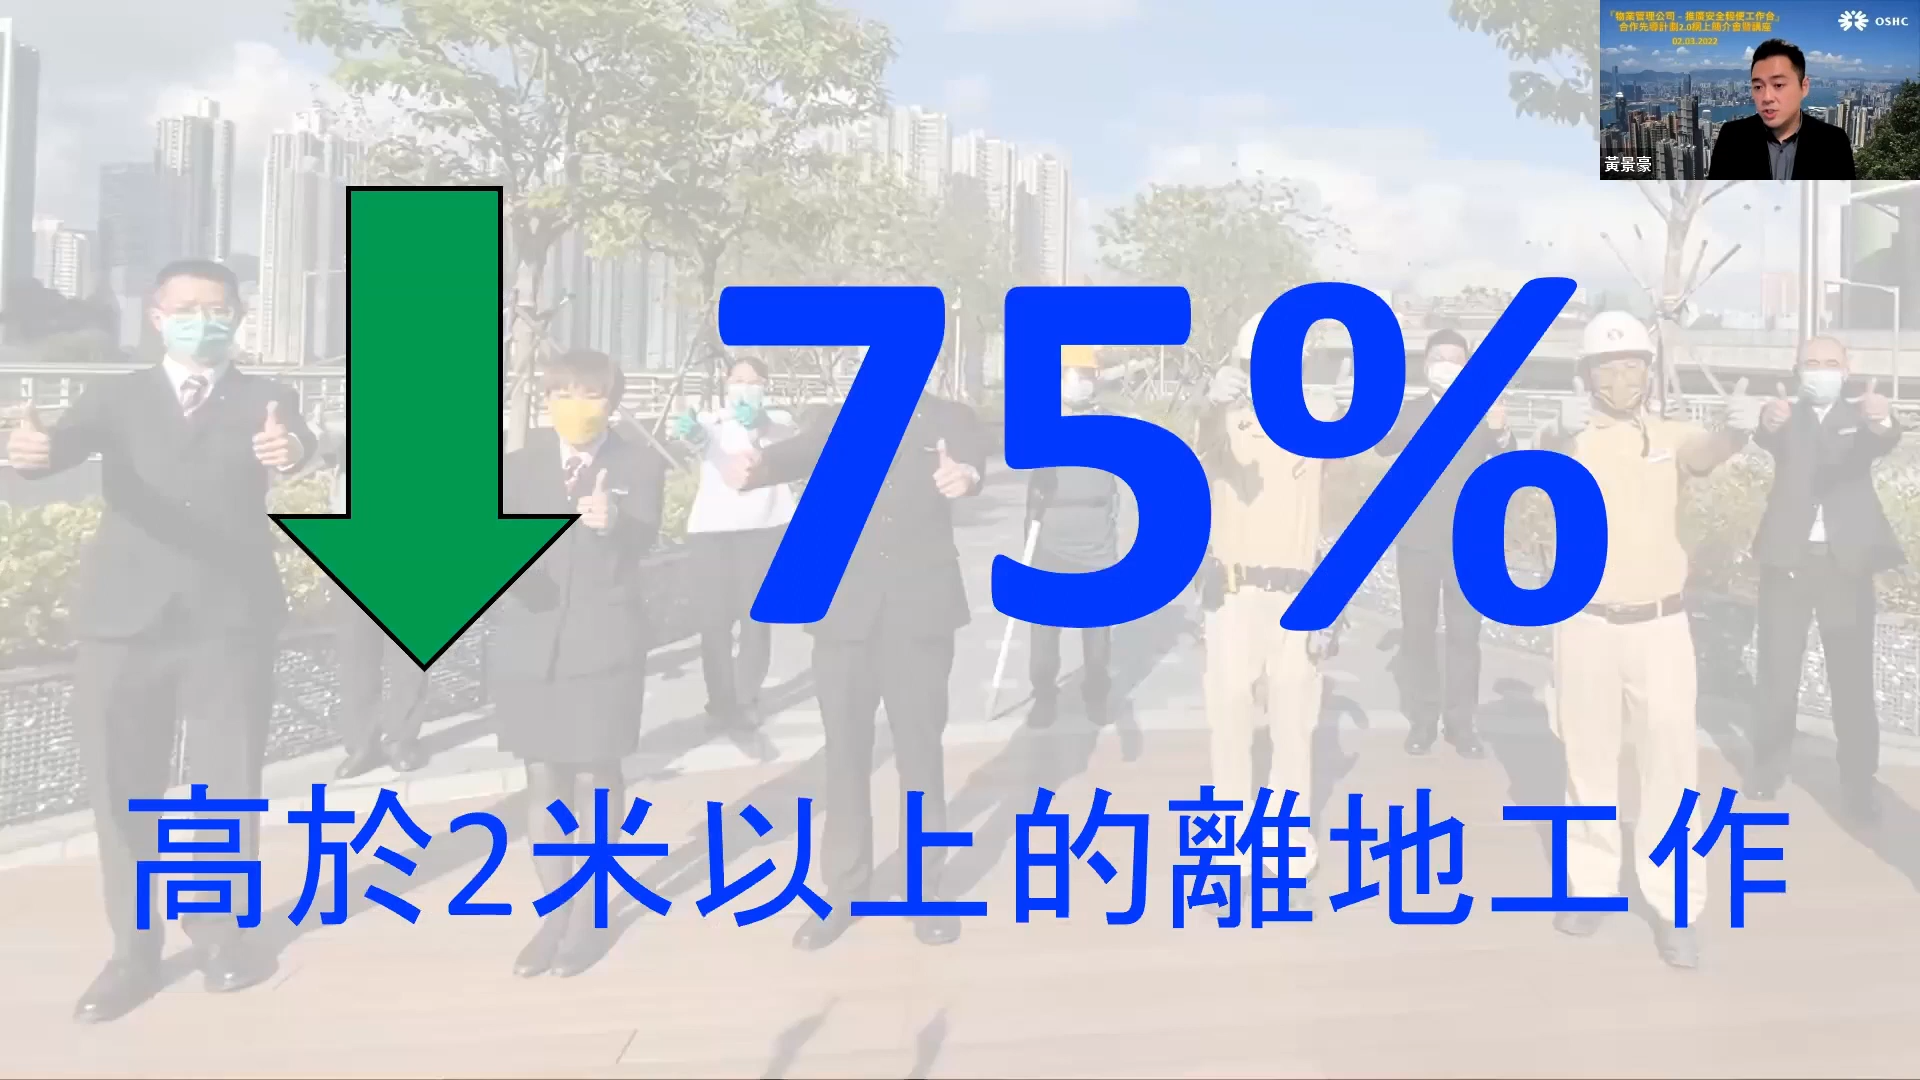 『物業管理公司 - 推廣安全輕便工作台』
合作先導計劃2.0網上簡介會暨講座
02.03.2022
OSHC
黃景豪
75%
高於2米以上的離地工作